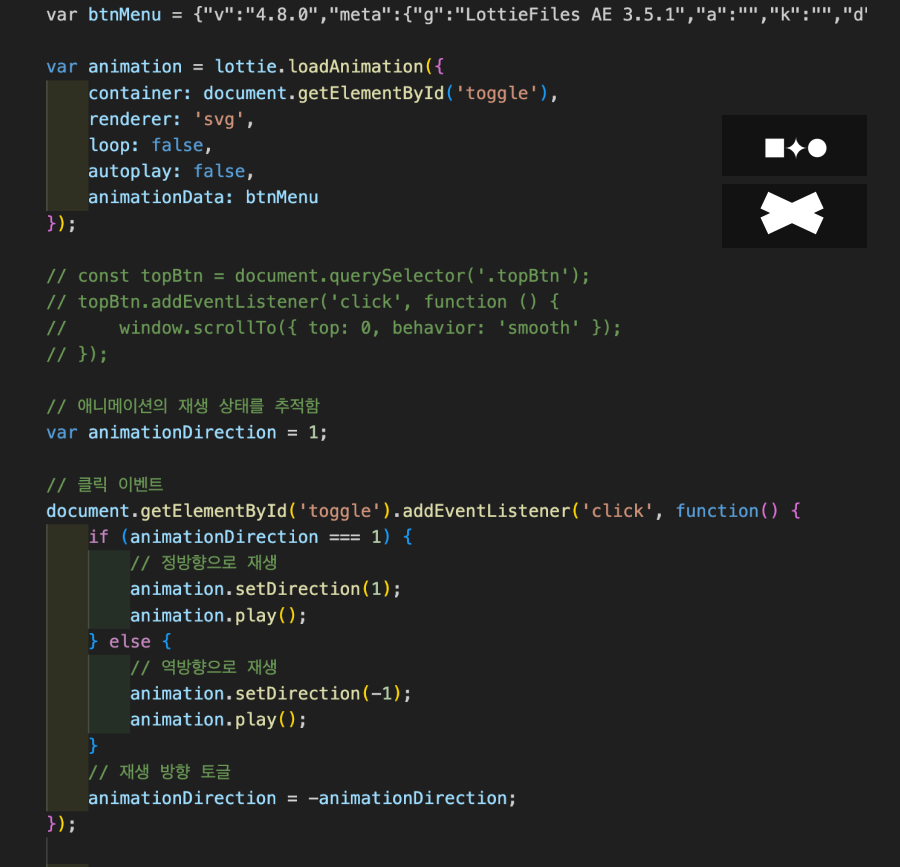 var btnMenu = {"v":"4.8.0","meta":{"g":"LottieFiles AE 3.5.1","a":"","k":"","d"
var animation = lottie.loadAnimation({
container: document.getElementById('toggle'),
renderer: 'svg',
loop: false,
autoplay: false,
animationData: btnMenu
});
// const topBtn = document.querySelector('.topBtn');
// topBtn.addEventListener('click', function () {
//     window.scrollTo({ top: 0, behavior: 'smooth' });
// });
// 애니메이션의 재생 상태를 추적함
var animationDirection = 1;
// 클릭 이벤트
document.getElementById('toggle').addEventListener('click', function() {
if (animationDirection === 1) {
// 정방향으로 재생
animation.setDirection(1);
animation.play();
} else {
// 역방향으로 재생
animation.setDirection(-1);
animation.play();
}
// 재생 방향 토글
animationDirection = -animationDirection;
});